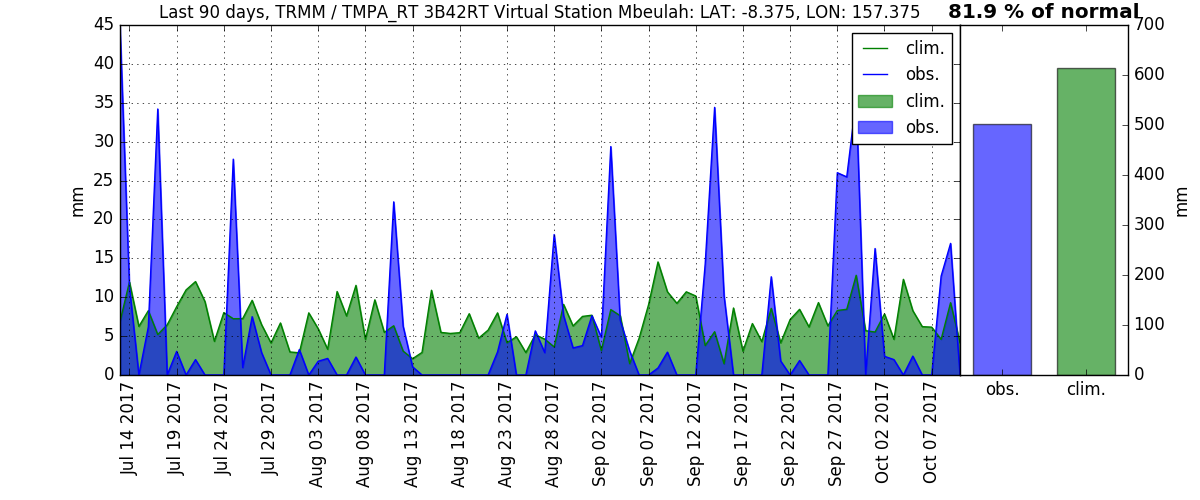 Last 90 days, TRMM / TMPA_RT 3B42RT Virtual Station Mbeulah: LAT: -8.375, LON: 157.375
81.9 % of normal
45
40
35
30
25
20
15
10
5
0
mm
clim.
obs.
clim.
obs.
700
600
500
400
300
200
100
0
mm
obs.
clim.
Jul 14 2017
Jul 19 2017
Jul 24 2017
Jul 29 2017
Aug 03 2017
Aug 08 2017
Aug 13 2017
Aug 18 2017
Aug 23 2017
Aug 28 2017
Sep 02 2017
Sep 07 2017
Sep 12 2017
Sep 17 2017
Sep 22 2017
Sep 27 2017
Oct 02 2017
Oct 07 2017